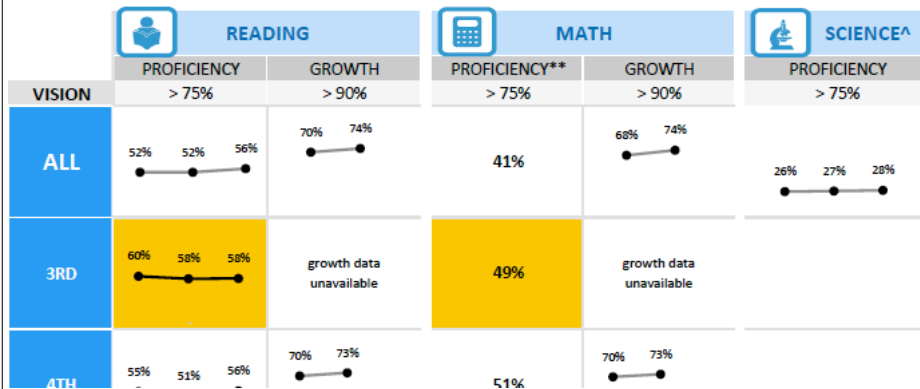 READING MATH SCIENCE^
PROFICIENCY GROWTH PROFICIENCY** GROWTH PROFICIENCY
VISION > 75% > 90% > 75% > 90% > 75%
ALL 52% 52% 56% 70% 74% 41% 68% 74% 26% 27% 28%
3RD 60% 58% 58% growth data 49% growth data
unavailable unavailable
4TH 55% 51% 56% 70% 73% 51% 70% 73%